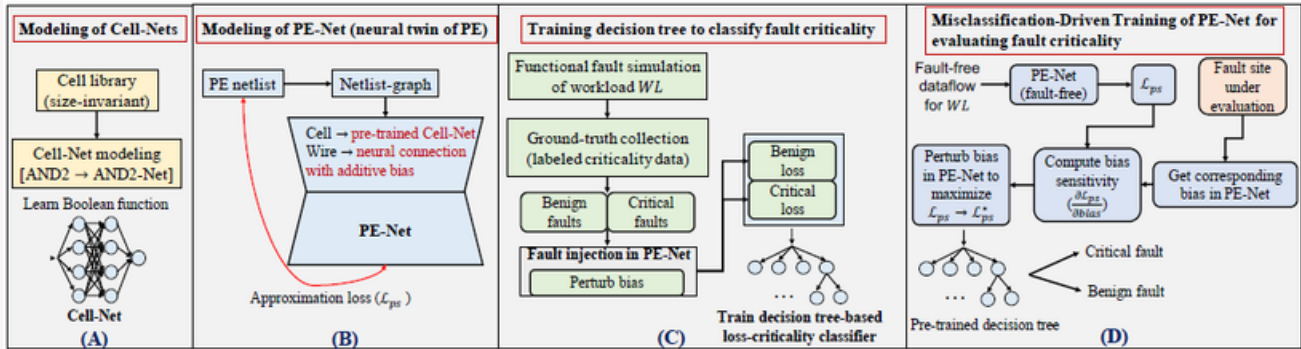 Modeling of Cell-Nets
Cell library
(size-invariant)
Cell-Net modeling
[AND2 → AND2-Net]
Learn Boolean function
Cell-Net
(A)
Modeling of PE-Net (neural twin of PE)
PE netlist
Netlist-graph
Cell → pre-trained Cell-Net
Wire → neural connection
with additive bias
PE-Net
Approximation loss (ℒps )
(B)
Training decision tree to classify fault criticality
Functional fault simulation
of workload WL
Ground-truth collection
(labeled criticality data)
Benign
faults
Critical
faults
Fault injection in PE-Net
Perturb bias
Benign
loss
Critical
loss
...
...
Train decision tree-based
loss-criticality classifier
(C)
Misclassification-Driven Training of PE-Net for
evaluating fault criticality
Fault-free
dataflow
for WL
PE-Net
(fault-free)
ℒps
Fault site
under
evaluation
Perturb bias
in PE-Net to
maximize
ℒps → ℒ*ps
Compute bias
sensitivity
(∂ℒps/∂bias)
Get corresponding
bias in PE-Net
Critical fault
Benign fault
...
...
Pre-trained decision tree
(D)